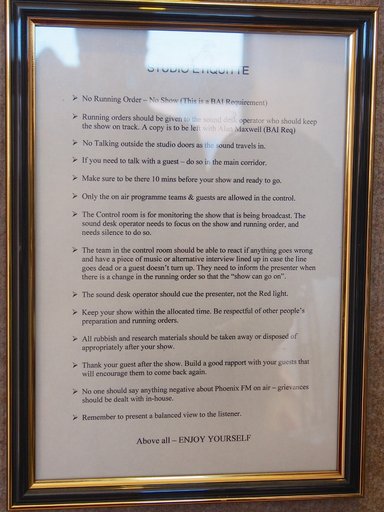 STUDIO ETIQUITTE
➢ No Running Order – No Show (This is a BAI Requirement)
➢ Running orders should be given to the sound desk operator who should keep
the show on track. A copy is to be left with Alan Maxwell (BAI Req)
➢ No Talking outside the studio doors as the sound travels in.
➢ If you need to talk with a guest – do so in the main corridor.
➢ Make sure to be there 10 mins before your show and ready to go.
➢ Only the on air programme teams & guests are allowed in the control.
➢ The Control room is for monitoring the show that is being broadcast. The
sound desk operator needs to focus on the show and running order, and
needs silence to do so.
➢ The team in the control room should be able to react if anything goes wrong
and have a piece of music or alternative interview lined up in case the line
goes dead or a guest doesn't turn up. They need to inform the presenter when
there is a change in the running order so that the "show can go on".
➢ The sound desk operator should cue the presenter, not the Red light.
➢ Keep your show within the allocated time. Be respectful of other people's
preparation and running orders.
➢ All rubbish and research materials should be taken away or disposed of
appropriately after your show.
➢ Thank your guest after the show. Build a good rapport with your guests that
will encourage them to come back again.
➢ No one should say anything negative about Phoenix FM on air – grievances
should be dealt with in-house.
➢ Remember to present a balanced view to the listener.
Above all – ENJOY YOURSELF